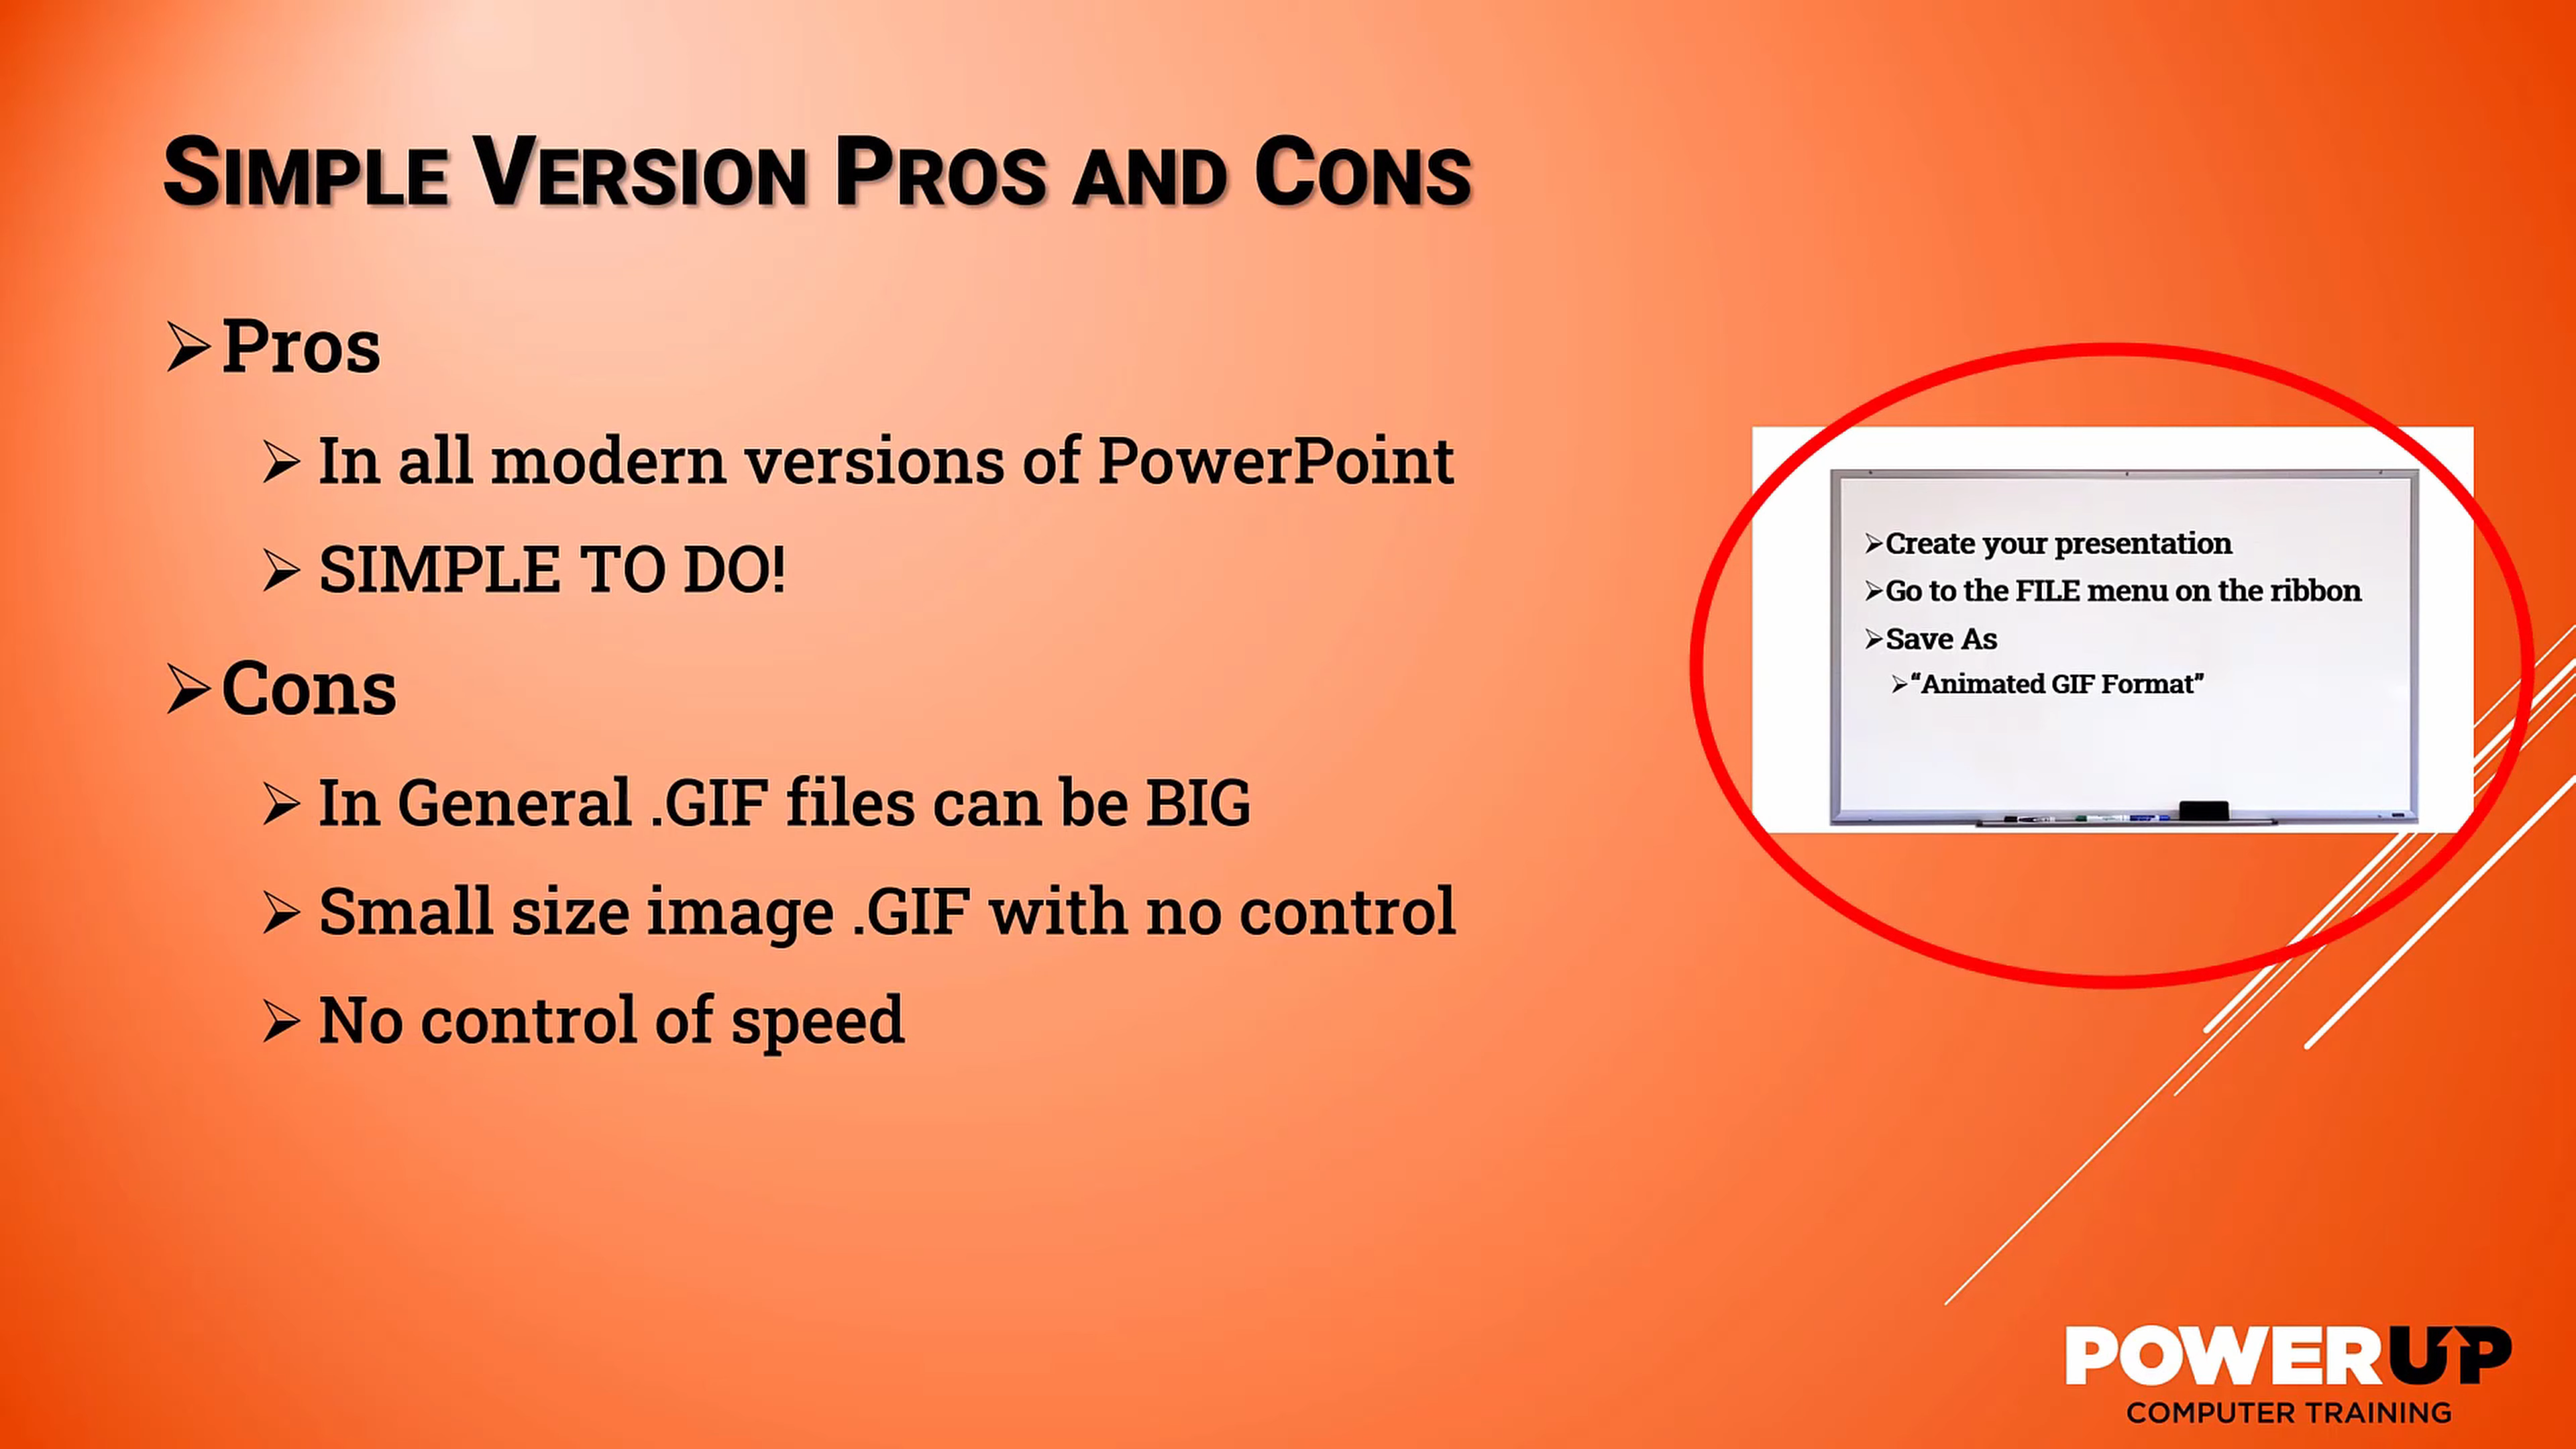 Simple Version Pros and Cons
➢Pros
➢ In all modern versions of PowerPoint
➢ SIMPLE TO DO!
➢Cons
➢ In General .GIF files can be BIG
➢ Small size image .GIF with no control
➢ No control of speed
➢Create your presentation
➢Go to the FILE menu on the ribbon
➢Save As
➢“Animated GIF Format”
POWERUP
COMPUTER TRAINING